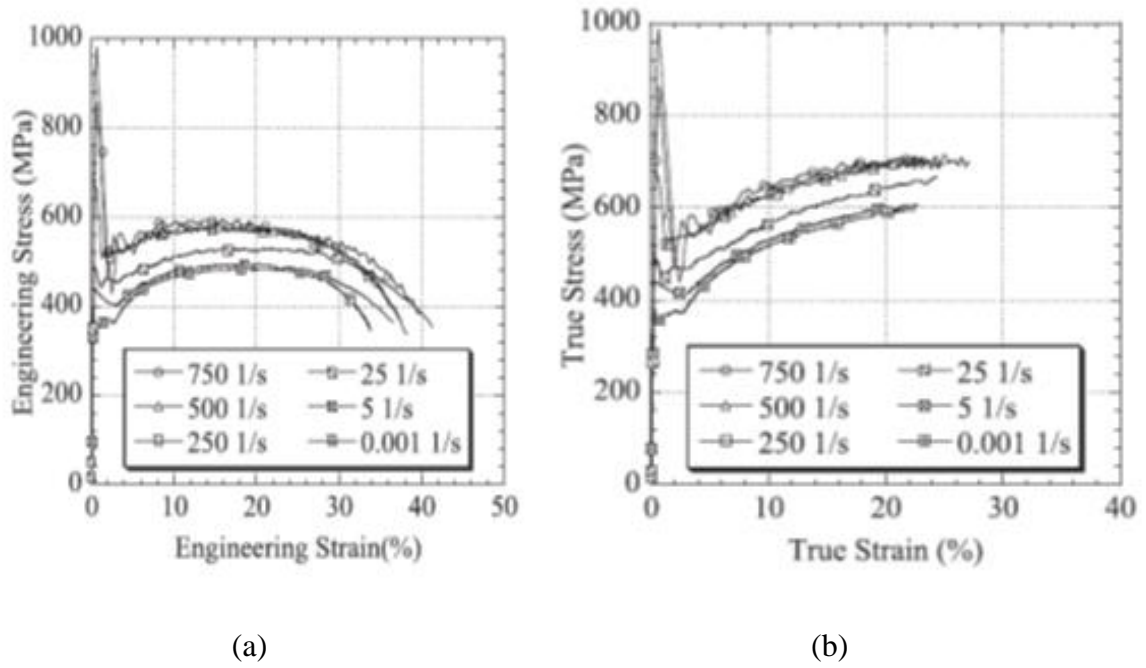 1000
800
600
400
200
0
Engineering Stress (MPa)
750 1/s
500 1/s
250 1/s
25 1/s
5 1/s
0.001 1/s
0 10 20 30 40 50
Engineering Strain(%)
(a)
1000
800
600
400
200
0
True Stress (MPa)
750 1/s
500 1/s
250 1/s
25 1/s
5 1/s
0.001 1/s
0 10 20 30 40
True Strain (%)
(b)